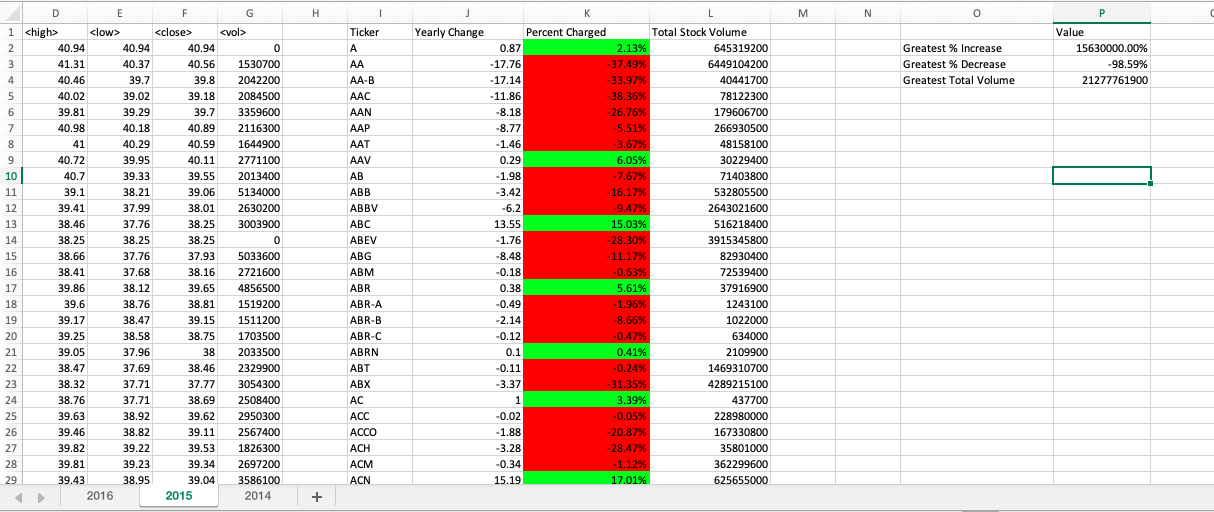 D E F G H I J K L M N O P
1 <high> <low> <close> <vol> Ticker Yearly Change Percent Charged Total Stock Volume Value
2 40.94 40.94 40.94 0 A 0.87 2.13% 645319200 Greatest % Increase 15630000.00%
3 41.31 40.37 40.56 1530700 AA -17.76 -37.49% 6449104200 Greatest % Decrease -98.59%
4 40.46 39.7 39.8 2042200 AA-B -17.14 -33.97% 40441700 Greatest Total Volume 21277761900
5 40.02 39.02 39.18 2084500 AAC -11.86 -38.36% 78122300
6 39.81 39.29 39.7 3359600 AAN -8.18 -26.76% 179606700
7 40.98 40.18 40.89 2116300 AAP -8.77 -5.51% 266930500
8 41 40.29 40.59 1644900 AAT -1.46 -3.67% 48158100
9 40.72 39.95 40.11 2771100 AAV 0.29 6.05% 30229400
10 40.7 39.33 39.55 2013400 AB -1.98 -7.67% 71403800
11 39.1 38.21 39.06 5134000 ABB -3.42 -16.17% 532805500
12 39.41 37.99 38.01 2630200 ABBV -6.2 -9.47% 2643021600
13 38.46 37.76 38.25 3003900 ABC 13.55 15.03% 516218400
14 38.25 38.25 38.25 0 ABEV -1.76 -28.30% 3915345800
15 38.66 37.76 37.93 5033600 ABG -8.48 -11.17% 82930400
16 38.41 37.68 38.16 2721600 ABM -0.18 -0.63% 72539400
17 39.86 38.12 39.65 4856500 ABR 0.38 5.61% 37916900
18 39.6 38.76 38.81 1519200 ABR-A -0.49 -1.96% 1243100
19 39.17 38.47 39.15 1511200 ABR-B -2.14 -8.66% 1022000
20 39.25 38.58 38.75 1703500 ABR-C -0.12 -0.47% 634000
21 39.05 37.96 38 2033500 ABRN 0.1 0.41% 2109900
22 38.47 37.69 38.46 2329900 ABT -0.11 -0.24% 1469310700
23 38.32 37.71 37.77 3054300 ABX -3.37 -31.35% 4289215100
24 38.76 37.71 38.69 2508400 AC 1 3.39% 437700
25 39.63 38.92 39.62 2950300 ACC -0.02 -0.05% 228980000
26 39.46 38.82 39.11 2567400 ACCO -1.88 -20.87% 167330800
27 39.82 39.22 39.53 1826300 ACH -3.28 -28.47% 35801000
28 39.81 39.23 39.34 2697200 ACM -0.34 -1.12% 362299600
29 39.43 38.95 39.04 3586100 ACN 15.19 17.01% 625655000
2016 2015 2014 +